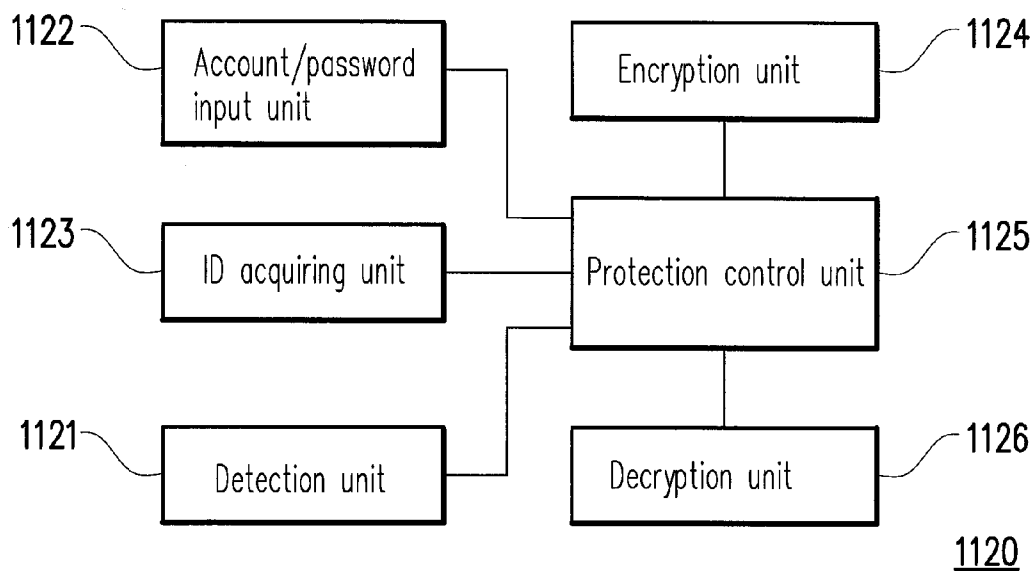 1122
Account/password
input unit
Encryption unit
1124
1123
ID acquiring unit
Protection control unit
1125
1121
Detection unit
Decryption unit
1126
1120